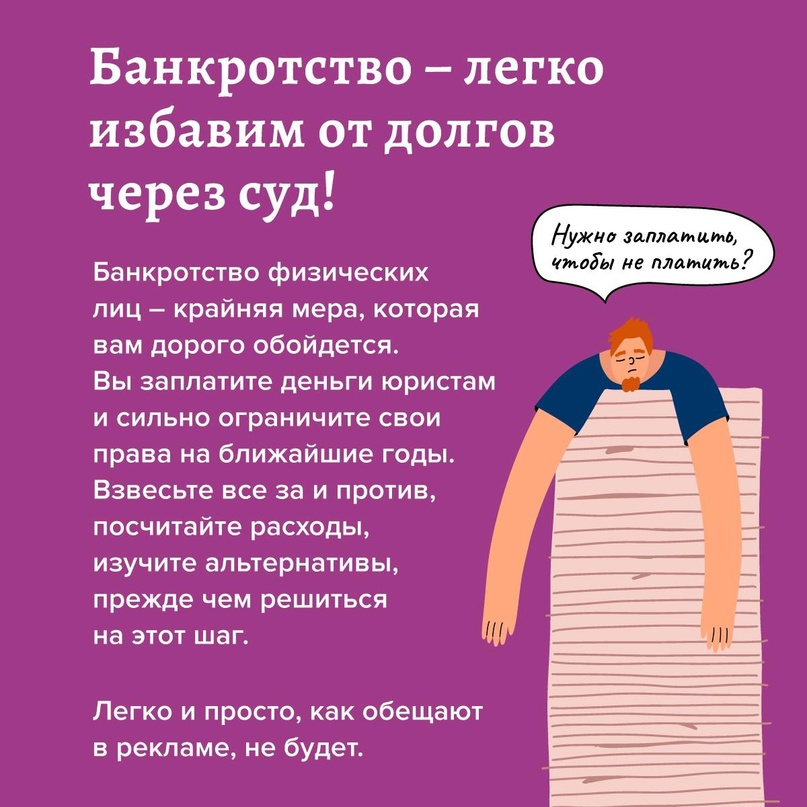 Банкротство – легко
избавим от долгов
через суд!
Нужно заплатить,
чтобы не платить?
Банкротство физических
лиц – крайняя мера, которая
вам дорого обойдется.
Вы заплатите деньги юристам
и сильно ограничите свои
права на ближайшие годы.
Взвесьте все за и против,
посчитайте расходы,
изучите альтернативы,
прежде чем решиться
на этот шаг.
Легко и просто, как обещают
в рекламе, не будет.